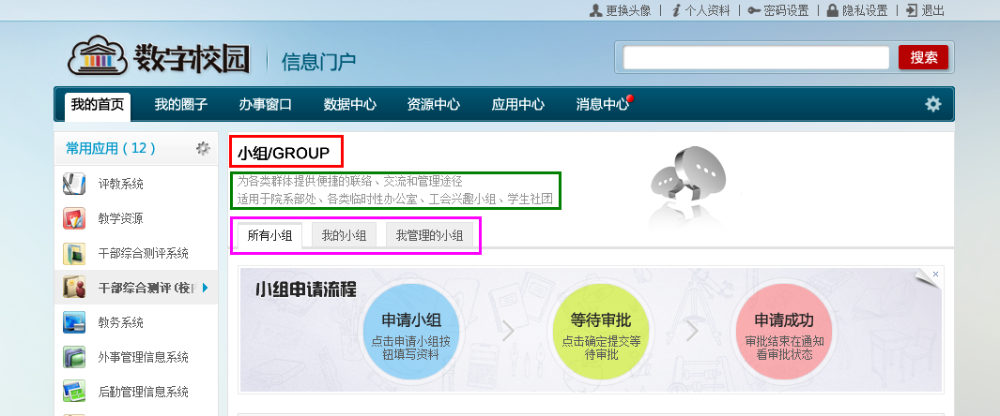 更换头像 | 个人资料 | 密码设置 | 隐私设置 | 退出
数字校园 信息门户
搜索
我的首页 我的圈子 办事窗口 数据中心 资源中心 应用中心 消息中心
常用应用（12）
评教系统
教学资源
干部综合测评系统
干部综合测评(校
教务系统
外事管理信息系统
后勤管理信息系统
小组/GROUP
为各类群体提供便捷的联络、交流和管理途径
适用于院系部处、各类临时性办公室、工会兴趣小组、学生社团
所有小组 我的小组 我管理的小组
小组申请流程
申请小组
点击申请小组按
钮填写资料
等待审批
点击确定提交等
待审批
申请成功
审批结束在通知
看审批状态